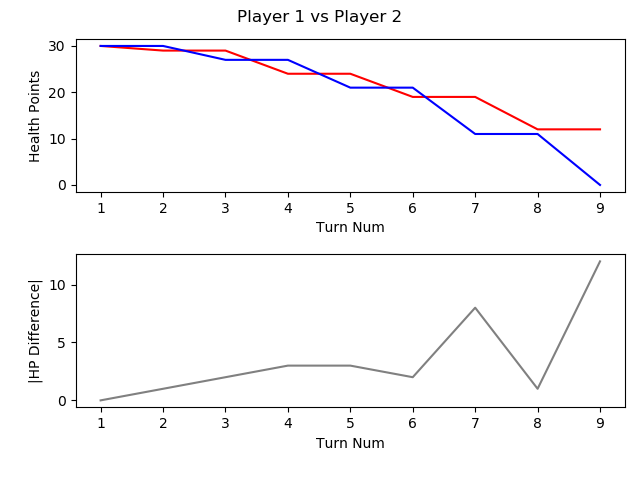 Player 1 vs Player 2
30
20
10
0
Health Points
1 2 3 4 5 6 7 8 9
Turn Num
10
5
0
|HP Difference|
1 2 3 4 5 6 7 8 9
Turn Num